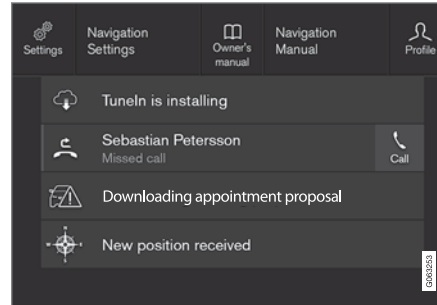 Settings
Navigation
Settings
Owner's
manual
Navigation
Manual
Profile
TuneIn is installing
Sebastian Petersson
Missed call
Call
Downloading appointment proposal
New position received
G063253